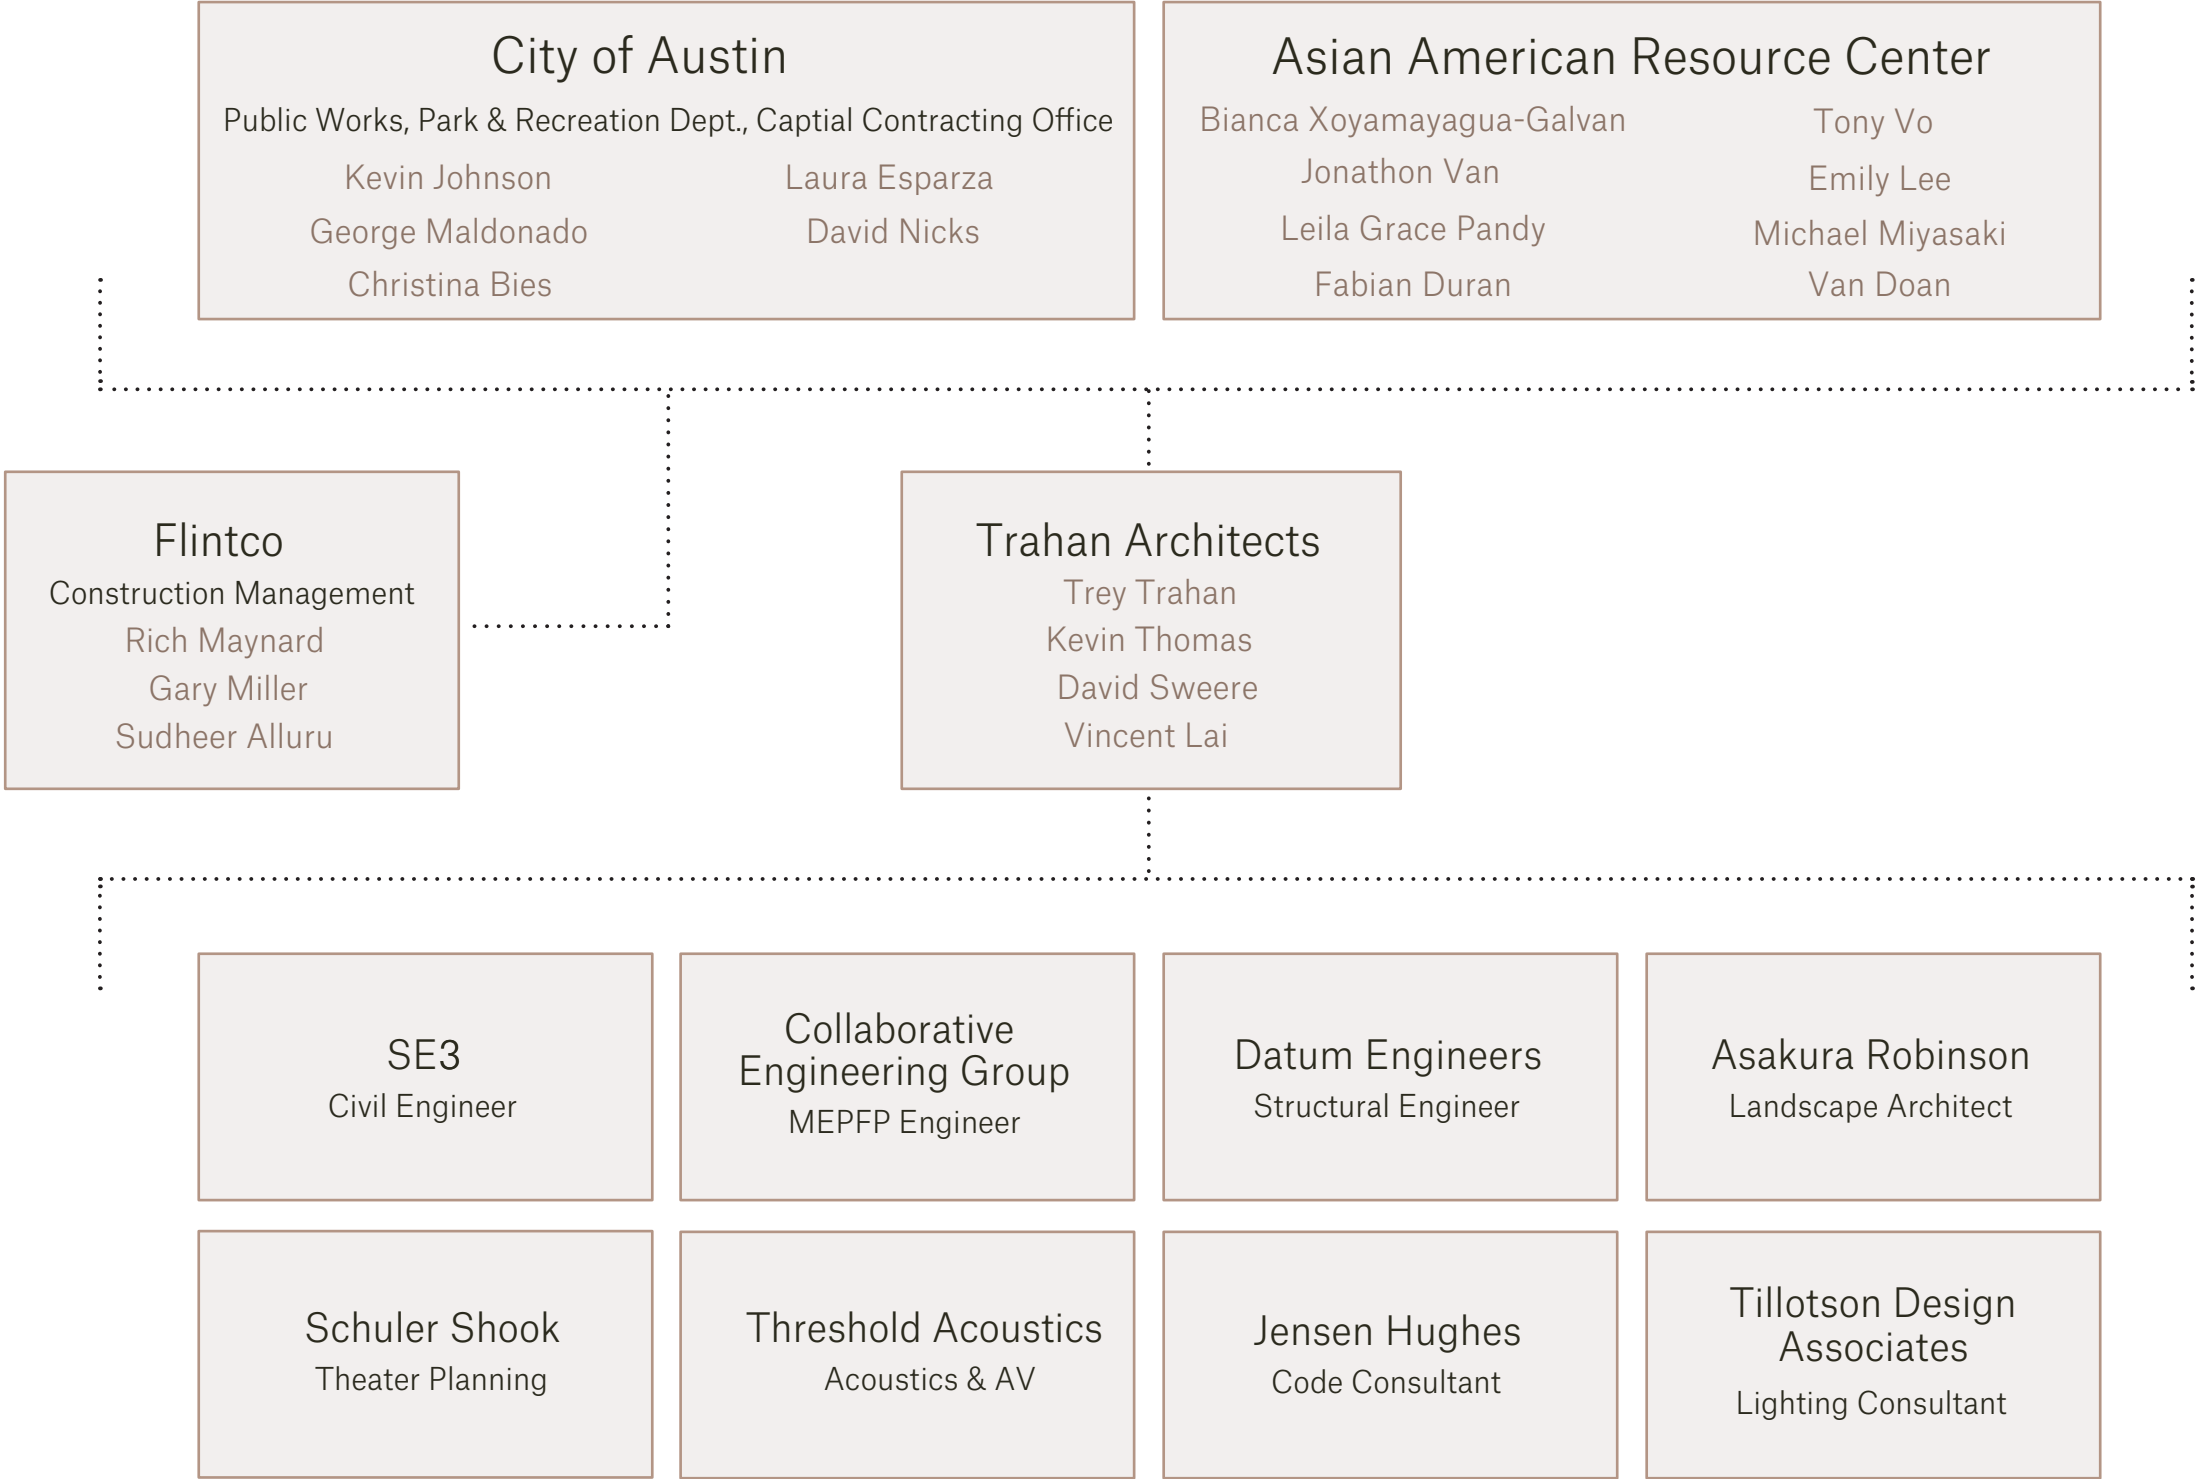 City of Austin
Public Works, Park & Recreation Dept., Captial Contracting Office
Kevin Johnson
George Maldonado
Christina Bies
Laura Esparza
David Nicks
Asian American Resource Center
Bianca Xoyamayagua-Galvan
Jonathon Van
Leila Grace Pandy
Fabian Duran
Tony Vo
Emily Lee
Michael Miyasaki
Van Doan
Flintco
Construction Management
Rich Maynard
Gary Miller
Sudheer Alluru
Trahan Architects
Trey Trahan
Kevin Thomas
David Sweere
Vincent Lai
SE3
Civil Engineer
Collaborative
Engineering Group
MEPFP Engineer
Datum Engineers
Structural Engineer
Asakura Robinson
Landscape Architect
Schuler Shook
Theater Planning
Threshold Acoustics
Acoustics & AV
Jensen Hughes
Code Consultant
Tillotson Design
Associates
Lighting Consultant